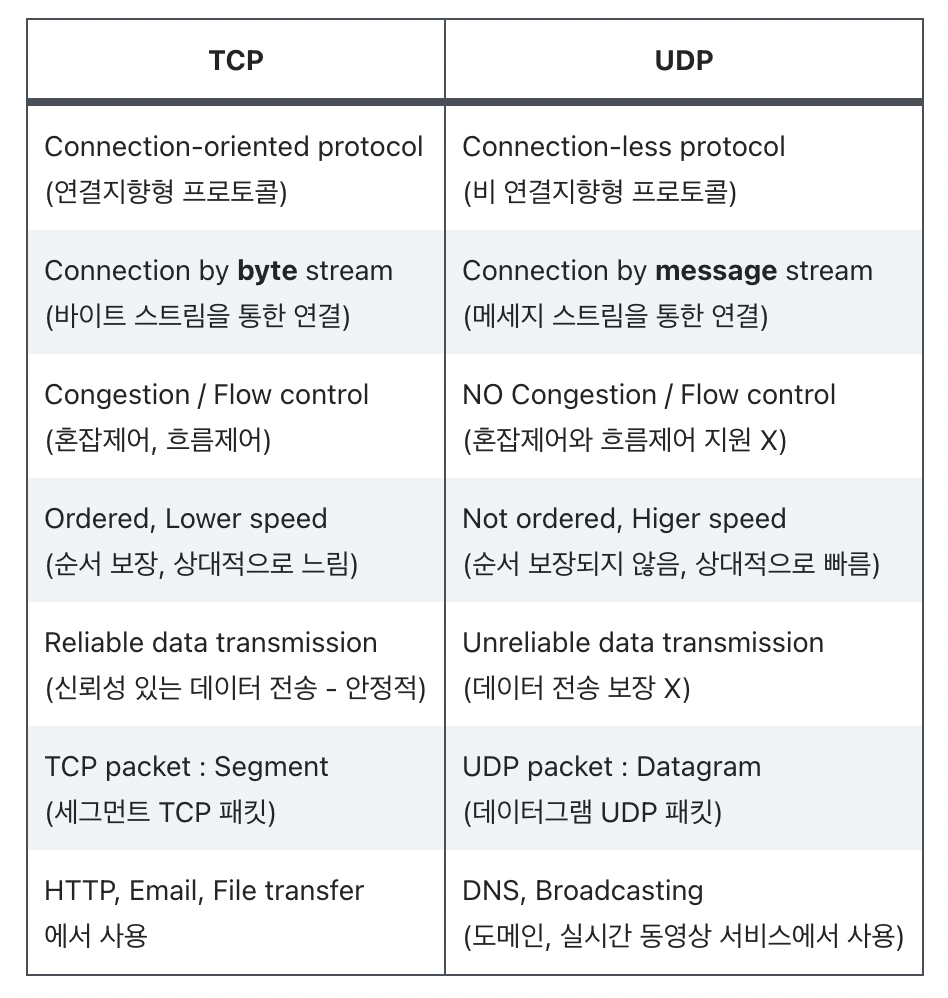 TCP
UDP
Connection-oriented protocol
(연결지향형 프로토콜)
Connection-less protocol
(비 연결지향형 프로토콜)
Connection by byte stream
(바이트 스트림을 통한 연결)
Connection by message stream
(메세지 스트림을 통한 연결)
Congestion / Flow control
(혼잡제어, 흐름제어)
NO Congestion / Flow control
(혼잡제어와 흐름제어 지원 X)
Ordered, Lower speed
(순서 보장, 상대적으로 느림)
Not ordered, Higer speed
(순서 보장되지 않음, 상대적으로 빠름)
Reliable data transmission
(신뢰성 있는 데이터 전송 - 안정적)
Unreliable data transmission
(데이터 전송 보장 X)
TCP packet : Segment
(세그먼트 TCP 패킷)
UDP packet : Datagram
(데이터그램 UDP 패킷)
HTTP, Email, File transfer
에서 사용
DNS, Broadcasting
(도메인, 실시간 동영상 서비스에서 사용)